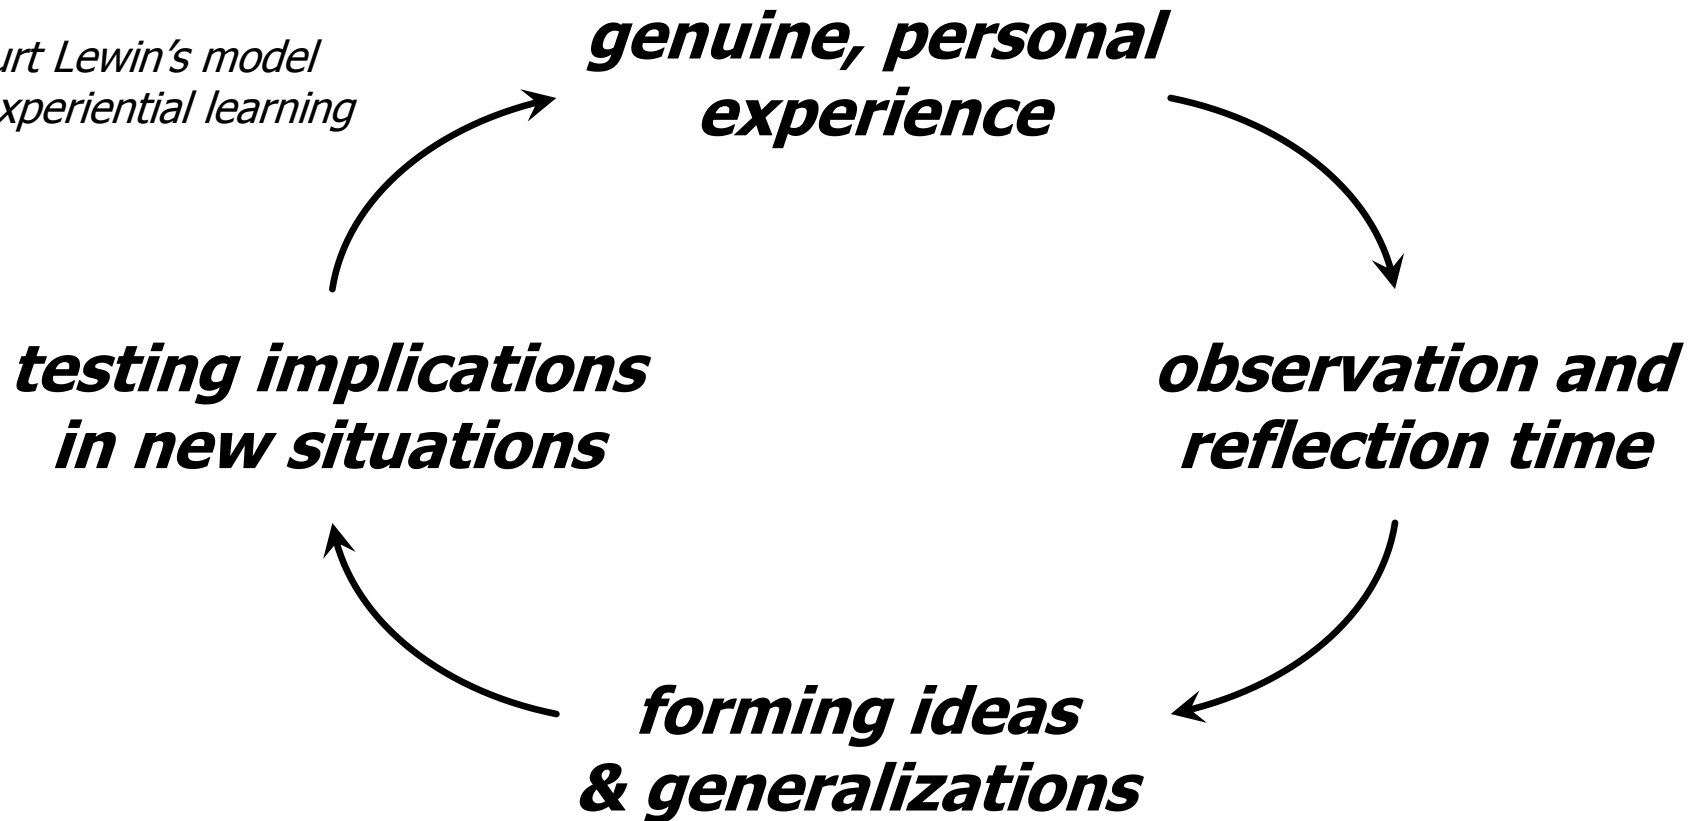 urt Lewin’s model
xperiential learning
genuine, personal
experience
testing implications
in new situations
observation and
reflection time
forming ideas
& generalizations